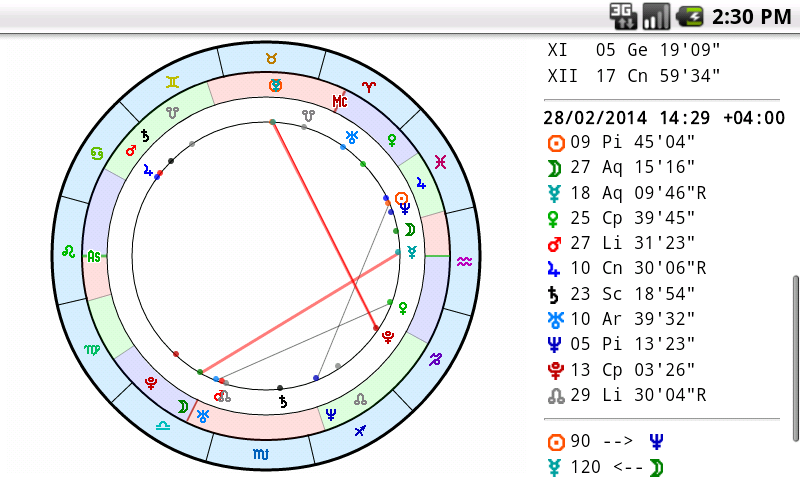 3G 2:30 PM
XI 05 Ge 19'09"
XII 17 Cn 59'34"
28/02/2014 14:29 +04:00
☉ 09 Pi 45'04"
☽ 27 Aq 15'16"
☿ 18 Aq 09'46"R
♀ 25 Cp 39'45"
♂ 27 Li 31'23"
♃ 10 Cn 30'06"R
♄ 23 Sc 18'54"
♅ 10 Ar 39'32"
♆ 05 Pi 13'23"
♇ 13 Cp 03'26"
☊ 29 Li 30'04"R
☉ 90 --> ♆
☿ 120 <-- ☽
Mc
As